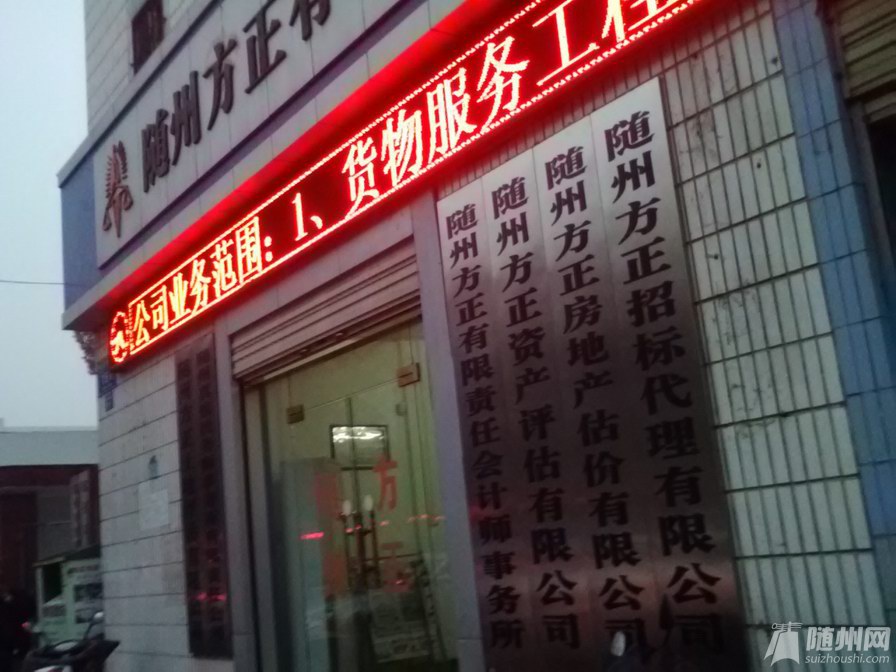 随州方正有
公司业务范围：1、货物服务工程
随州方正招标代理有限公司
随州方正房地产估价有限公司
随州方正资产评估有限公司
随州方正有限责任会计师事务所
方
正
随州网
suizhoushi.com